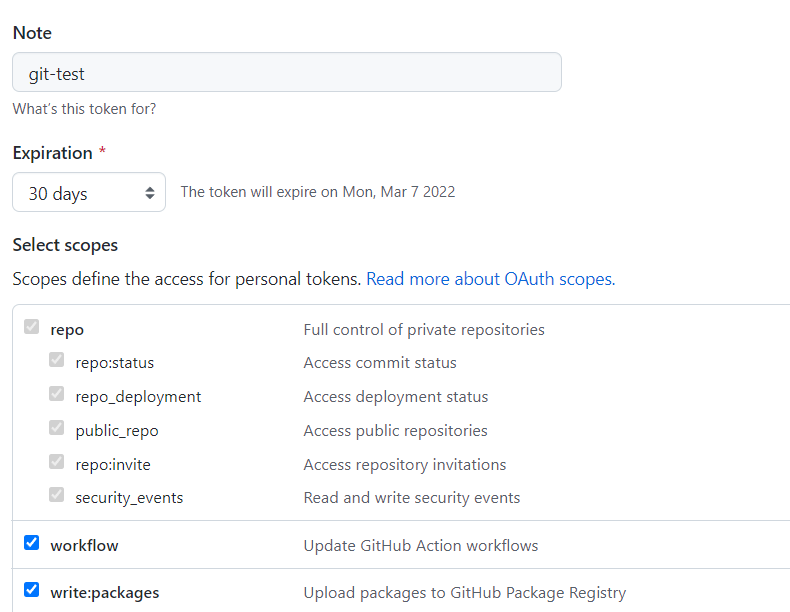 Note
git-test
What's this token for?
Expiration *
30 days The token will expire on Mon, Mar 7 2022
Select scopes
Scopes define the access for personal tokens. Read more about OAuth scopes.
repo Full control of private repositories
repo:status Access commit status
repo_deployment Access deployment status
public_repo Access public repositories
repo:invite Access repository invitations
security_events Read and write security events
workflow Update GitHub Action workflows
write:packages Upload packages to GitHub Package Registry